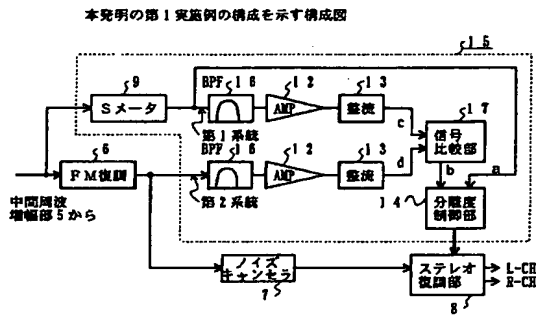 本発明の第1実施例の構成を示す構成図
15
9
Sメータ
BPF 16
12
AMP
13
整流
第1系統
c
17
信号
比較部
6
FM復調
BPF 16
12
AMP
13
整流
第2系統
d
b
a
14
分離度
制御部
中間周波
増幅部5から
ノイズ
キャンセラ
7
ステレオ
復調部
8
L-CH
R-CH